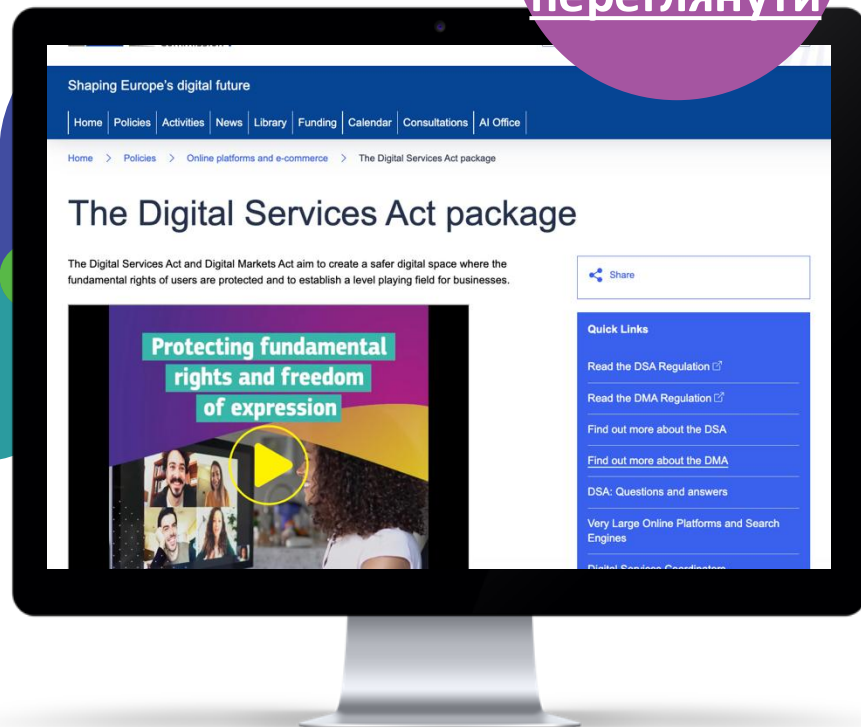 переглянути
Shaping Europe's digital future
Home Policies Activities News Library Funding Calendar Consultations AI Office
Home > Policies > Online platforms and e-commerce > The Digital Services Act package
The Digital Services Act package
The Digital Services Act and Digital Markets Act aim to create a safer digital space where the
fundamental rights of users are protected and to establish a level playing field for businesses.
Share
Protecting fundamental
rights and freedom
of expression
Quick Links
Read the DSA Regulation
Read the DMA Regulation
Find out more about the DSA
Find out more about the DMA
DSA: Questions and answers
Very Large Online Platforms and Search
Engines
Digital Services Coordinators